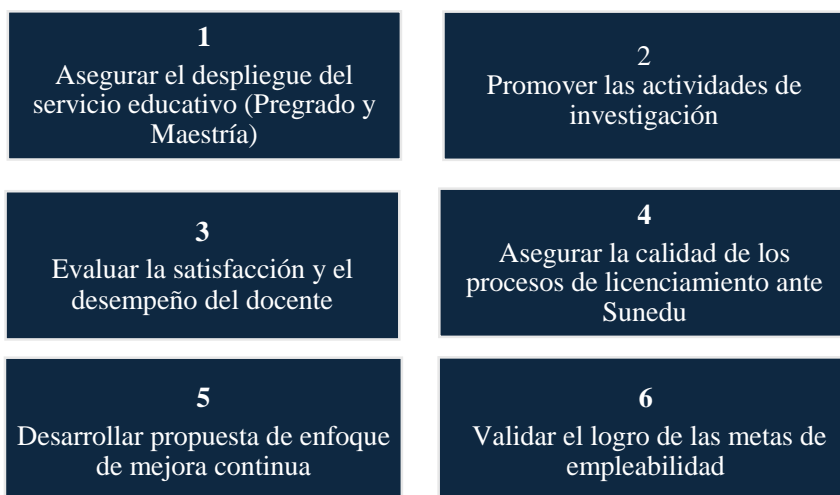 1
Asegurar el despliegue del
servicio educativo (Pregrado y
Maestría)
2
Promover las actividades de
investigación
3
Evaluar la satisfacción y el
desempeño del docente
4
Asegurar la calidad de los
procesos de licenciamiento ante
Sunedu
5
Desarrollar propuesta de enfoque
de mejora continua
6
Validar el logro de las metas de
empleabilidad